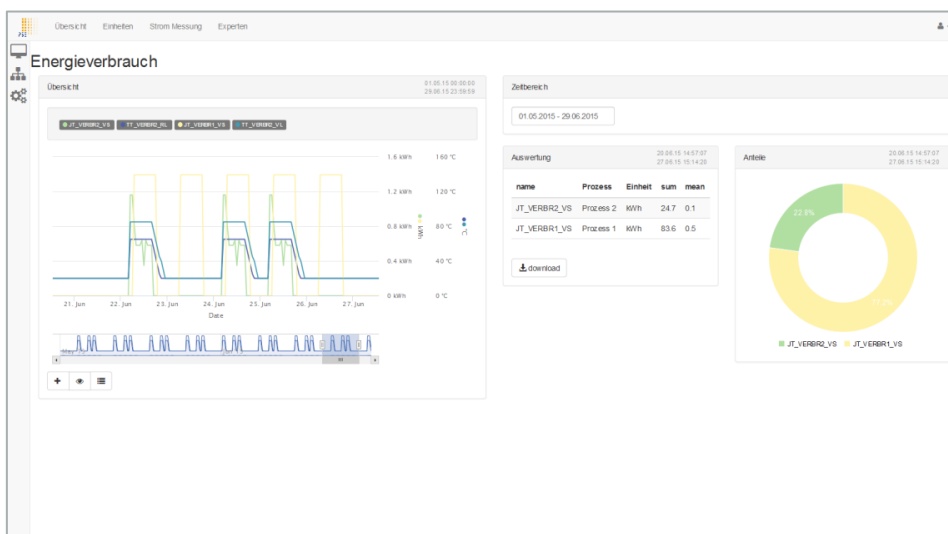 Übersicht Einheiten Strom Messung Experten
Energieverbrauch
Übersicht
01.05.15 00:00:00
29.06.15 23:59:59
JT_VERBR2_VS TT_VERBR2_RL JT_VERBR1_VS TT_VERBR2_VL
1.6 kWh 160 °C
1.2 kWh 120 °C
0.8 kWh 80 °C
kWh °C
0.4 kWh 40 °C
0 kWh 0 °C
21. Jun 22. Jun 23. Jun 24. Jun 25. Jun 26. Jun 27. Jun
Date
Zeitbereich
01.05.2015 - 29.06.2015
Auswertung
20.06.15 14:57:07
27.06.15 15:14:20
name Prozess Einheit sum mean
JT_VERBR2_VS Prozess 2 kWh 24.7 0.1
JT_VERBR1_VS Prozess 1 kWh 83.6 0.5
download
Anteile
20.06.15 14:57:07
27.06.15 15:14:20
22.8%
77.2%
JT_VERBR2_VS JT_VERBR1_VS